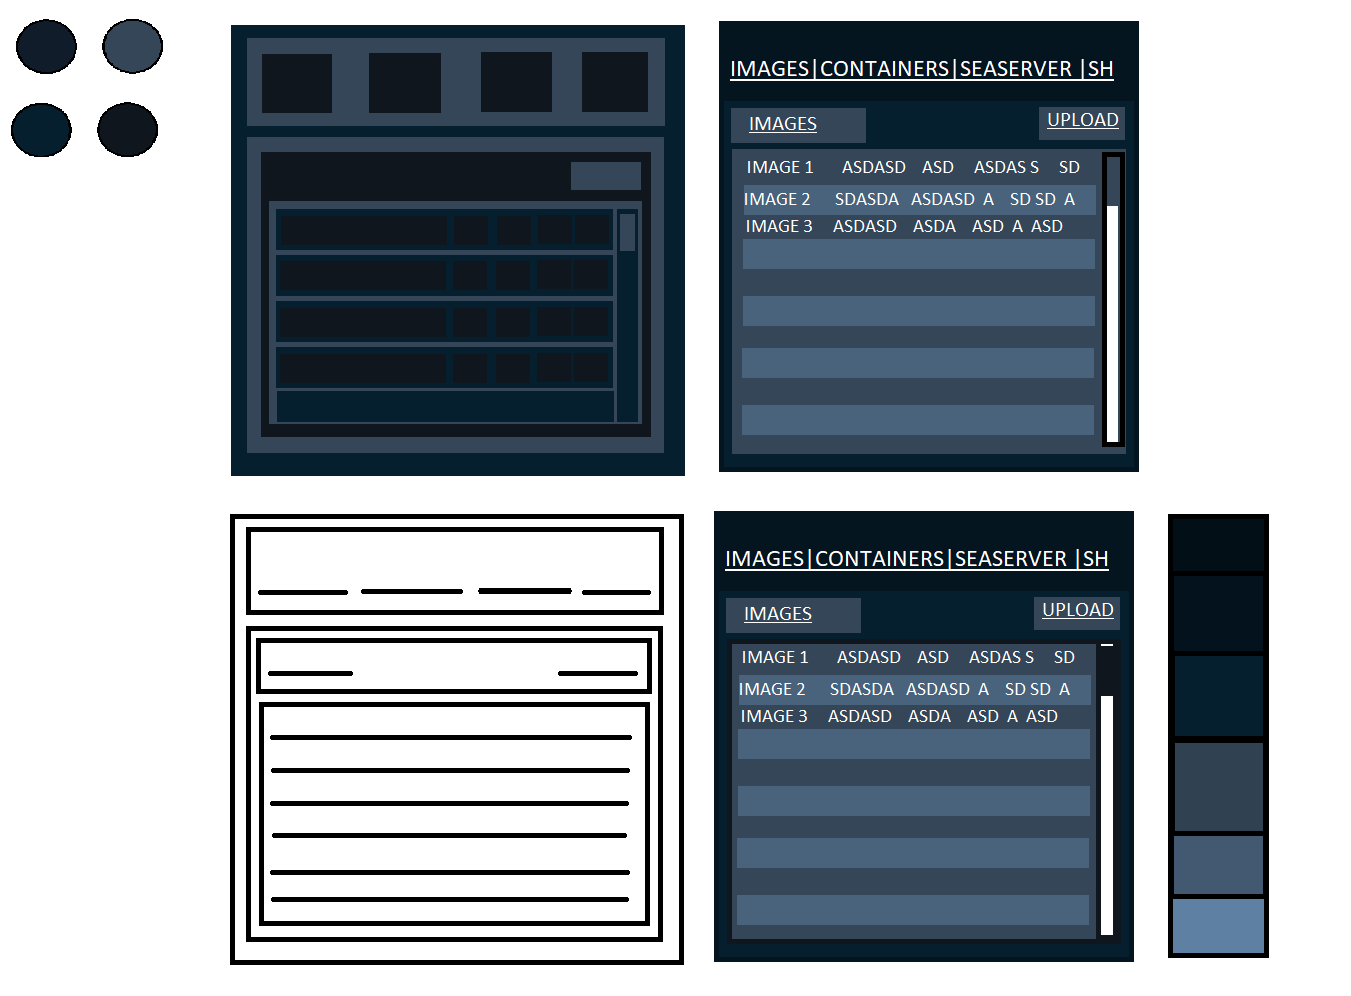 IMAGES|CONTAINERS|SEASERVER |SH
IMAGES UPLOAD
IMAGE 1 ASDASD ASD ASDAS S SD
IMAGE 2 SDASDA ASDASD A SD SD A
IMAGE 3 ASDASD ASDA ASD A ASD
IMAGES|CONTAINERS|SEASERVER |SH
IMAGES UPLOAD
IMAGE 1 ASDASD ASD ASDAS S SD
IMAGE 2 SDASDA ASDASD A SD SD A
IMAGE 3 ASDASD ASDA ASD A ASD